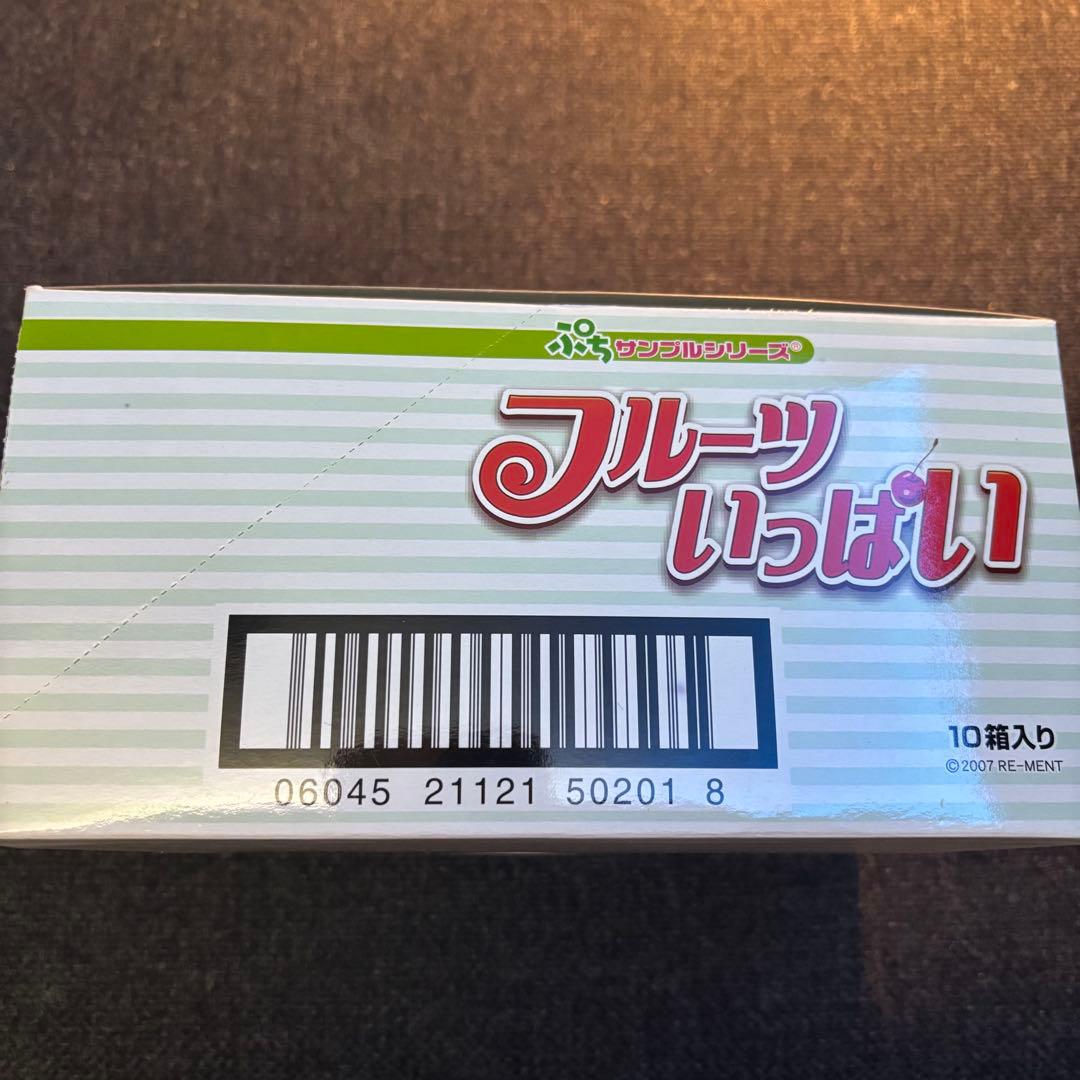 ぷちサンプルシリーズ®
フルーツ
いっぱい
06045 21121 50201 8
10箱入り
©2007 RE-MENT